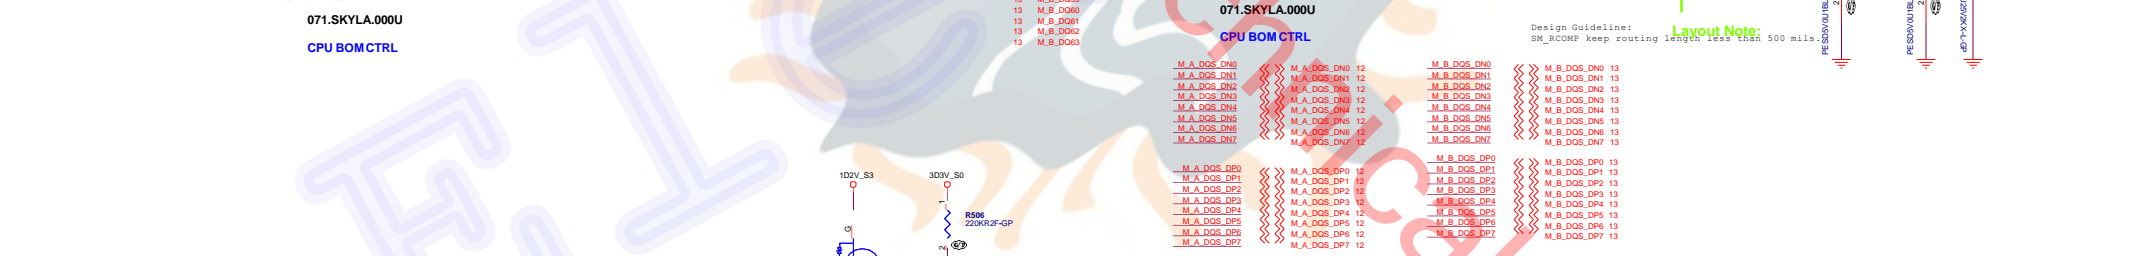 071.SKYLA.000U
CPU BOM CTRL
13 M_B_DQ60
13 M_B_DQ61
13 M_B_DQ62
13 M_B_DQ63
071.SKYLA.000U
CPU BOM CTRL
Design Guideline:
SM_RCOMP keep routing length less than 500 mils.
Layout Note:
M_A_DQS_DN0
M_A_DQS_DN1
M_A_DQS_DN2
M_A_DQS_DN3
M_A_DQS_DN4
M_A_DQS_DN5
M_A_DQS_DN6
M_A_DQS_DN7
M_A_DQS_DN0 12
M_A_DQS_DN1 12
M_A_DQS_DN2 12
M_A_DQS_DN3 12
M_A_DQS_DN4 12
M_A_DQS_DN5 12
M_A_DQS_DN6 12
M_A_DQS_DN7 12
M_B_DQS_DN0
M_B_DQS_DN1
M_B_DQS_DN2
M_B_DQS_DN3
M_B_DQS_DN4
M_B_DQS_DN5
M_B_DQS_DN6
M_B_DQS_DN7
M_B_DQS_DN0 13
M_B_DQS_DN1 13
M_B_DQS_DN2 13
M_B_DQS_DN3 13
M_B_DQS_DN4 13
M_B_DQS_DN5 13
M_B_DQS_DN6 13
M_B_DQS_DN7 13
M_A_DQS_DP0
M_A_DQS_DP1
M_A_DQS_DP2
M_A_DQS_DP3
M_A_DQS_DP4
M_A_DQS_DP5
M_A_DQS_DP6
M_A_DQS_DP7
M_A_DQS_DP0 12
M_A_DQS_DP1 12
M_A_DQS_DP2 12
M_A_DQS_DP3 12
M_A_DQS_DP4 12
M_A_DQS_DP5 12
M_A_DQS_DP6 12
M_A_DQS_DP7 12
M_B_DQS_DP0
M_B_DQS_DP1
M_B_DQS_DP2
M_B_DQS_DP3
M_B_DQS_DP4
M_B_DQS_DP5
M_B_DQS_DP6
M_B_DQS_DP7
M_B_DQS_DP0 13
M_B_DQS_DP1 13
M_B_DQS_DP2 13
M_B_DQS_DP3 13
M_B_DQS_DP4 13
M_B_DQS_DP5 13
M_B_DQS_DP6 13
M_B_DQS_DP7 13
1D2V_S3
3D3V_S0
1
R506
220KR2F-GP
2
G